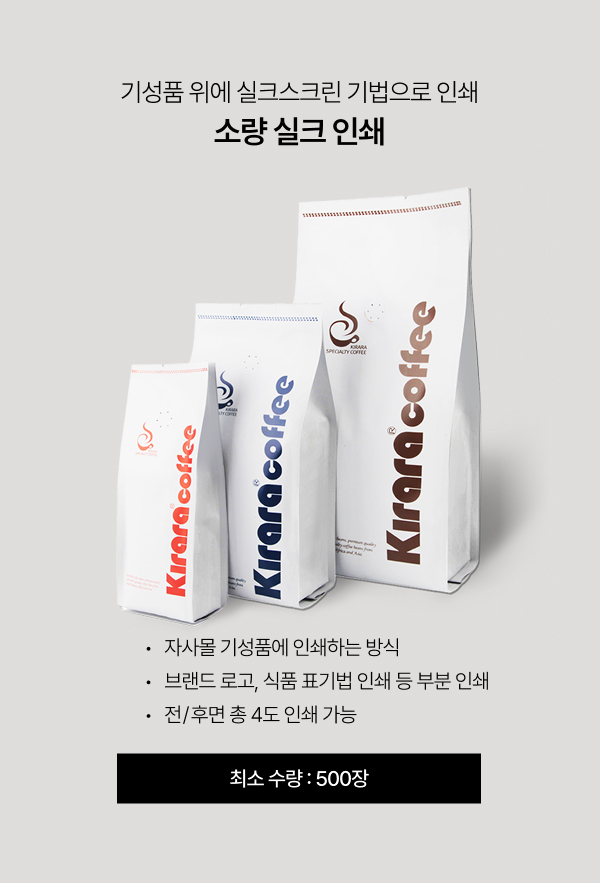 기성품 위에 실크스크린 기법으로 인쇄
소량 실크 인쇄
KIRARA
SPECIALTY COFFEE
Kirara® coffee
KIRARA
SPECIALTY COFFEE
Kirara® coffee
Kirara® coffee
• 자사몰 기성품에 인쇄하는 방식
• 브랜드 로고, 식품 표기법 인쇄 등 부분 인쇄
• 전/후면 총 4도 인쇄 가능
최소 수량 : 500장